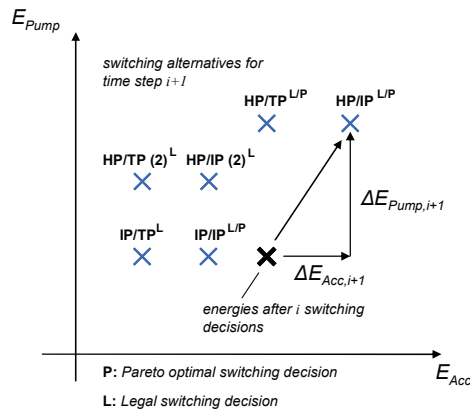 E_Pump
switching alternatives for
time step i+1
HP/TP^L/P
HP/IP^L/P
HP/TP (2)^L
HP/IP (2)^L
ΔE_Pump,i+1
IP/TP^L
IP/IP^L/P
ΔE_Acc,i+1
energies after i switching
decisions
E_Acc
P: Pareto optimal switching decision
L: Legal switching decision